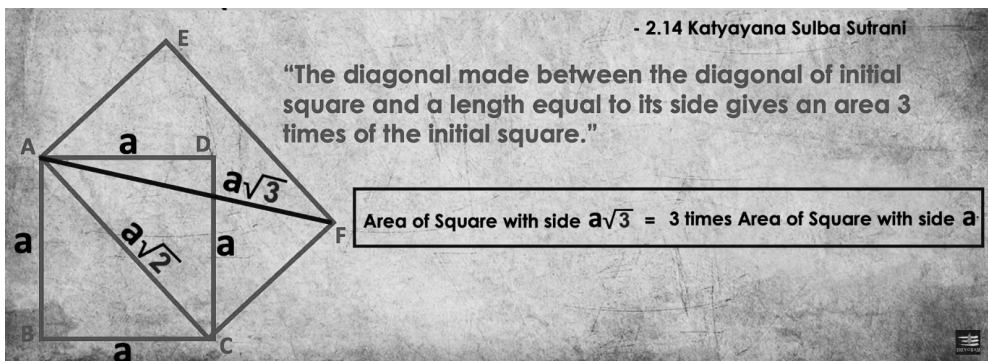 - 2.14 Katyayana Sulba Sutrani
“The diagonal made between the diagonal of initial
square and a length equal to its side gives an area 3
times of the initial square.”
E
A
a
D
a√3
a
a√2
a
F
B
a
C
Area of Square with side a√3 = 3 times Area of Square with side a